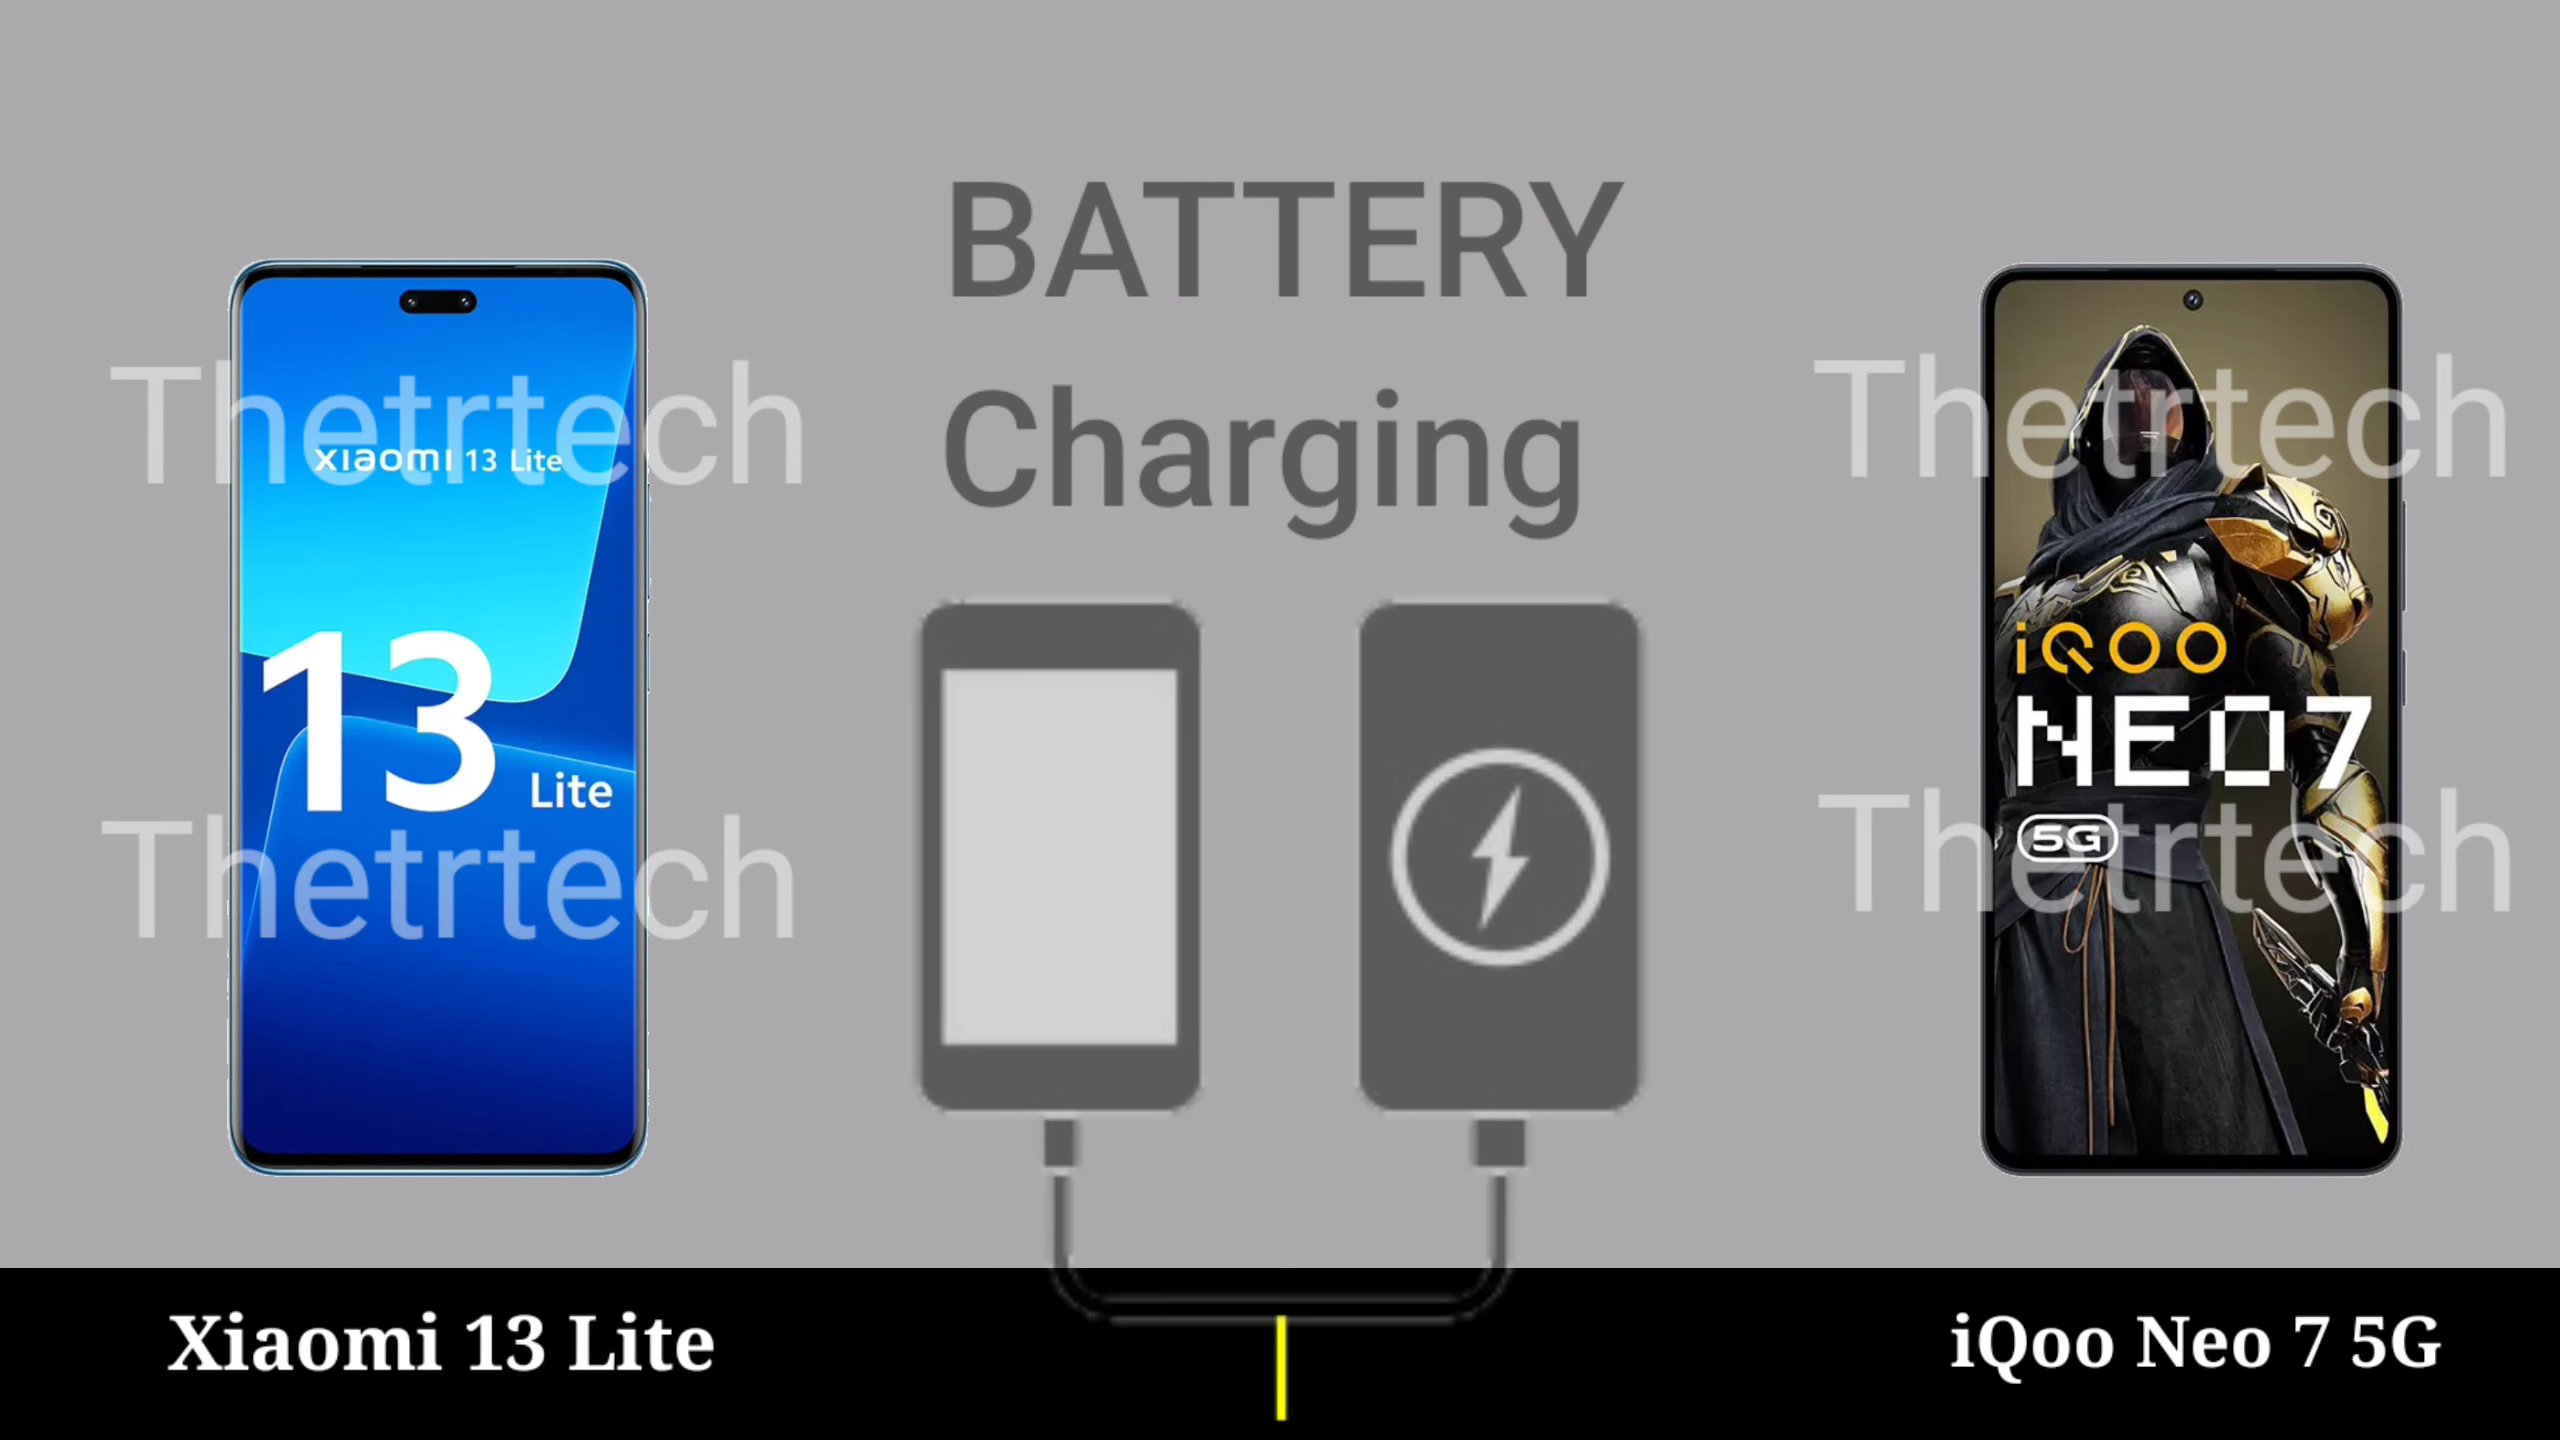 BATTERY
Charging
Thetrtech
xiaomi 13 Lite
13 Lite
Thetrtech
Thetrtech
iQOO
NEO7
5G
Thetrtech
Xiaomi 13 Lite
iQoo Neo 7 5G